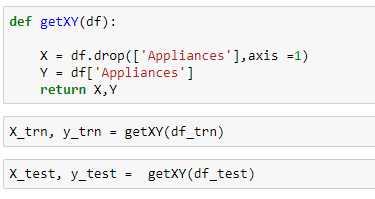 def getXY(df):
    X = df.drop(['Appliances'],axis =1)
    Y = df['Appliances']
    return X,Y
X_trn, y_trn = getXY(df_trn)
X_test, y_test =  getXY(df_test)